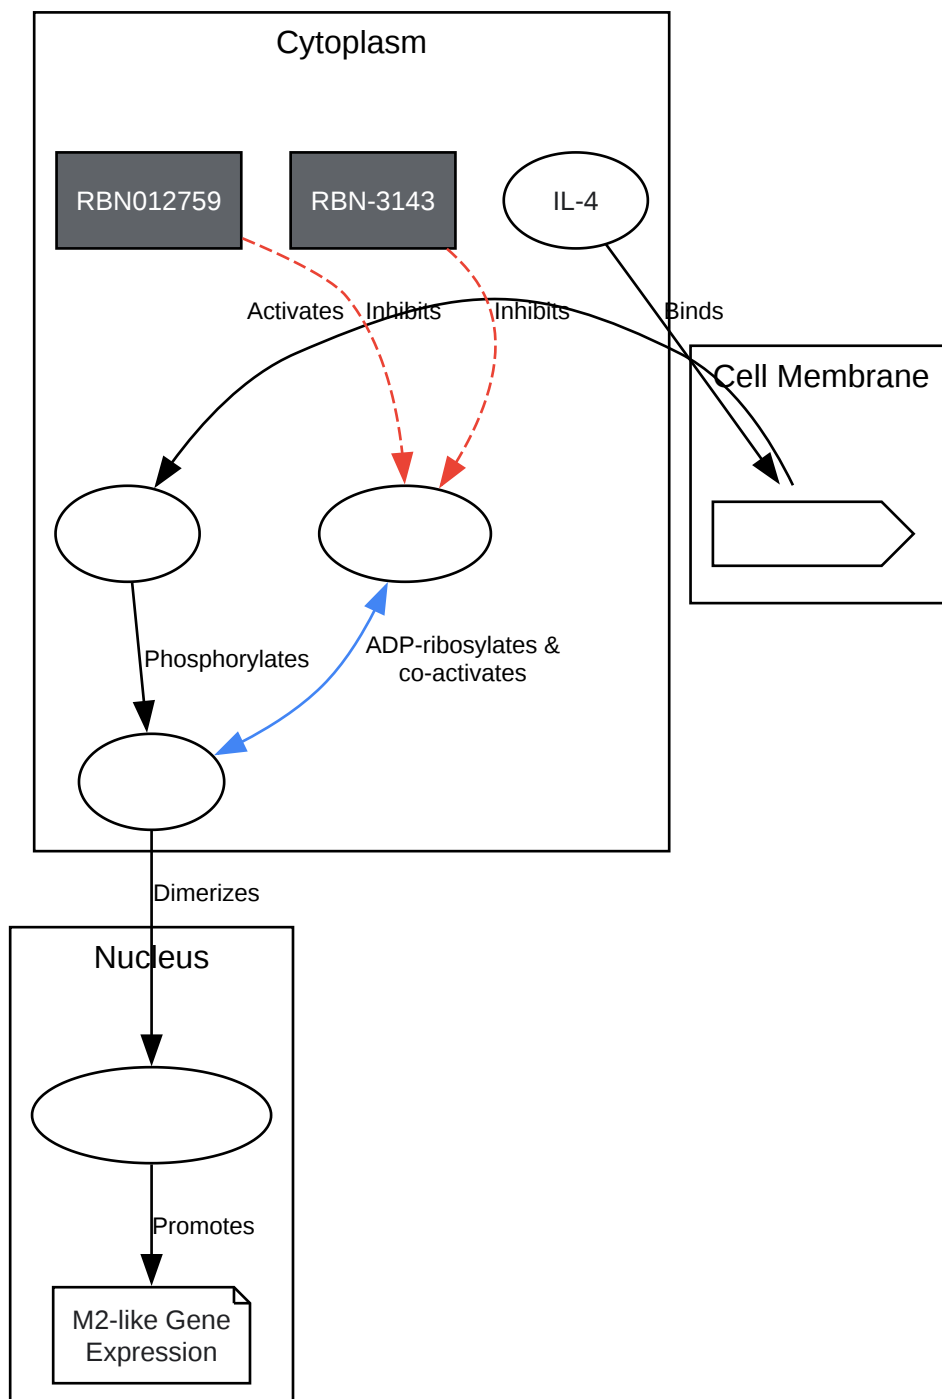 Cytoplasm
RBN012759
RBN-3143
IL-4
Activates
Inhibits
Inhibits
Binds
Cell Membrane
Phosphorylates
ADP-ribosylates &
co-activates
Dimerizes
Nucleus
Promotes
M2-like Gene
Expression